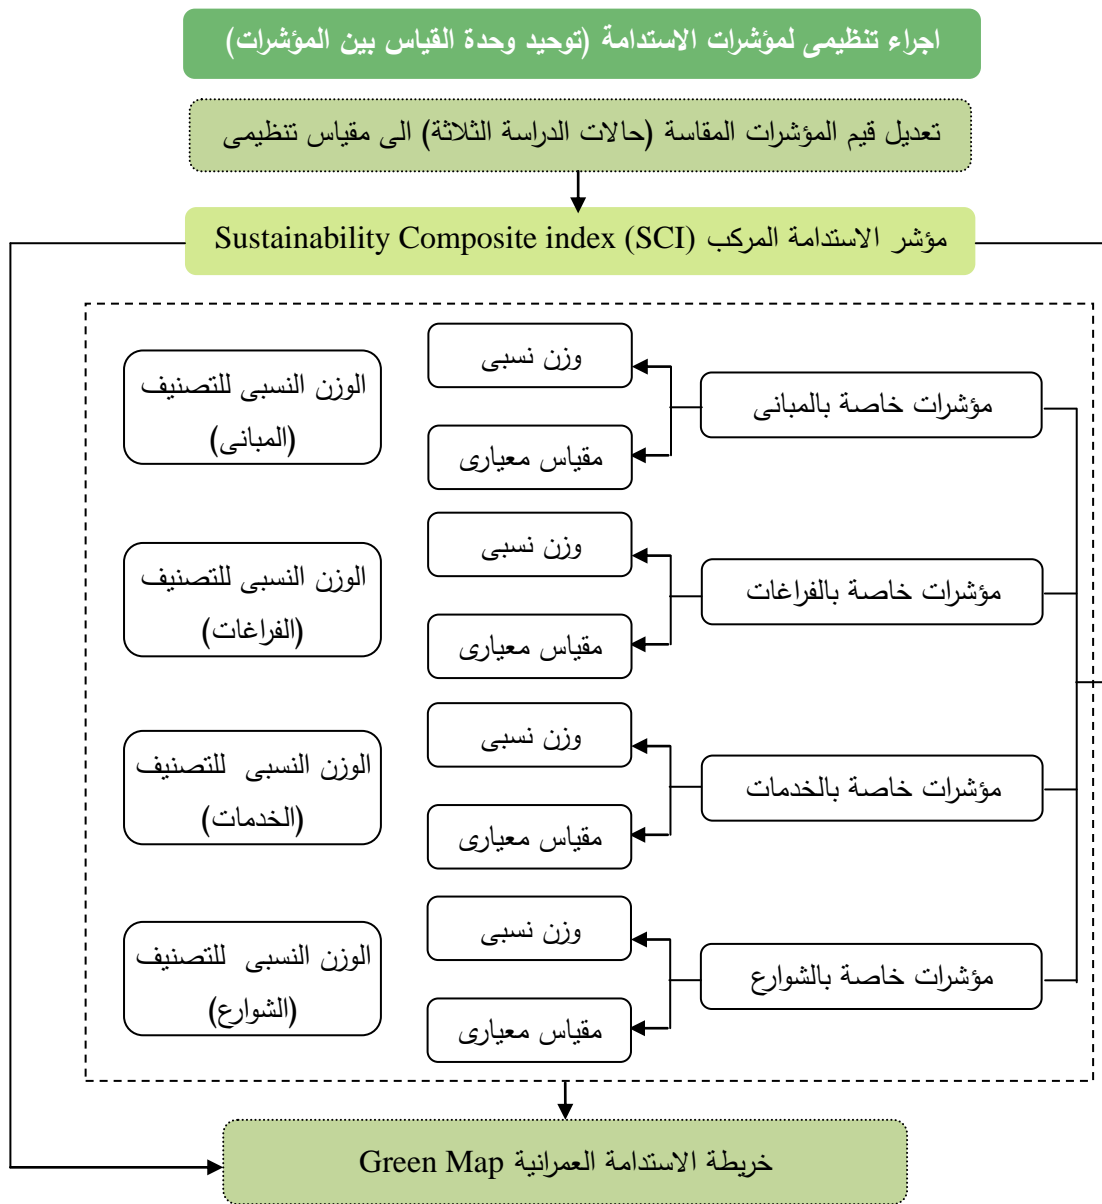 اجراء تنظيمى لمؤشرات الاستدامة (توحيد وحدة القياس بين المؤشرات)
تعديل قيم المؤشرات المقاسة (حالات الدراسة الثلاثة) الى مقياس تنظيمى
مؤشر الاستدامة المركب Sustainability Composite index (SCI)
مؤشرات خاصة بالمبانى
وزن نسبى
مقياس معيارى
الوزن النسبى للتصنيف
(المبانى)
مؤشرات خاصة بالفراغات
وزن نسبى
مقياس معيارى
الوزن النسبى للتصنيف
(الفراغات)
مؤشرات خاصة بالخدمات
وزن نسبى
مقياس معيارى
الوزن النسبى للتصنيف
(الخدمات)
مؤشرات خاصة بالشوارع
وزن نسبى
مقياس معيارى
الوزن النسبى للتصنيف
(الشوارع)
خريطة الاستدامة العمرانية Green Map